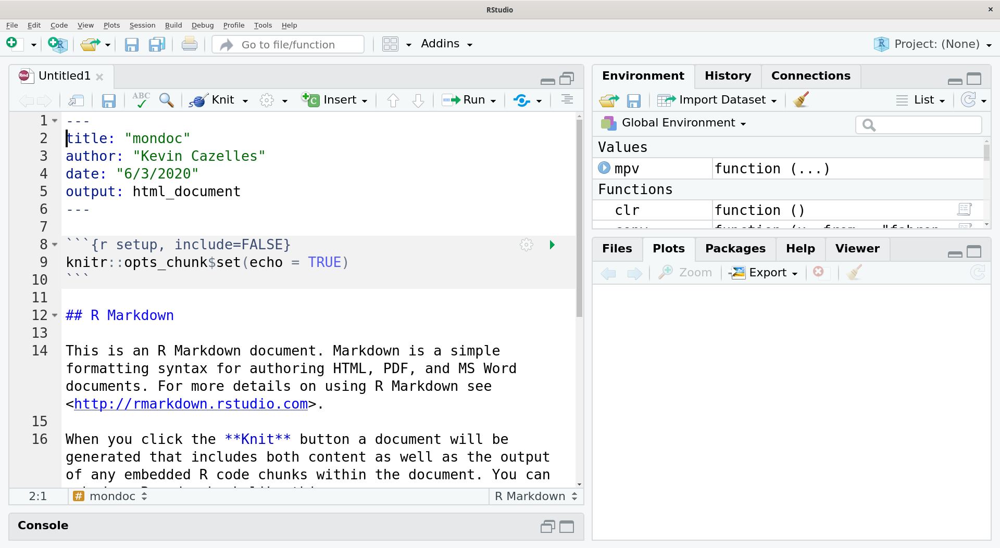 RStudio
File Edit Code View Plots Session Build Debug Profile Tools Help
Go to file/function Addins Project: (None)
Untitled1
ABC Knit Insert Run
1 ---
2 title: "mondoc"
3 author: "Kevin Cazelles"
4 date: "6/3/2020"
5 output: html_document
6 ---
7
8 ```{r setup, include=FALSE}
9 knitr::opts_chunk$set(echo = TRUE)
10 ```
11
12 ## R Markdown
13
14 This is an R Markdown document. Markdown is a simple
formatting syntax for authoring HTML, PDF, and MS Word
documents. For more details on using R Markdown see
<http://rmarkdown.rstudio.com>.
15
16 When you click the **Knit** button a document will be
generated that includes both content as well as the output
of any embedded R code chunks within the document. You can
2:1 # mondoc R Markdown
Console
Environment History Connections
Import Dataset List
Global Environment
Values
mpv function (...)
Functions
clr function ()
Files Plots Packages Help Viewer
Zoom Export